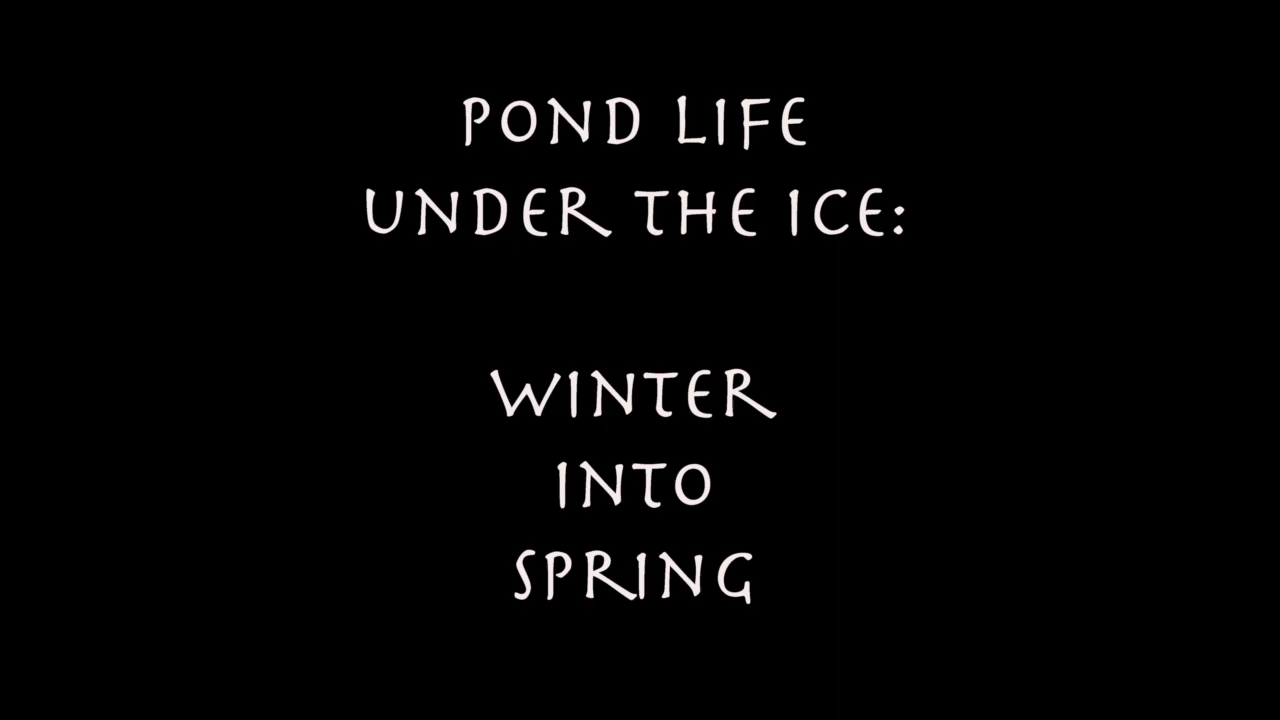 POND LIFE
UNDER THE ICE:
WINTER
INTO
SPRING